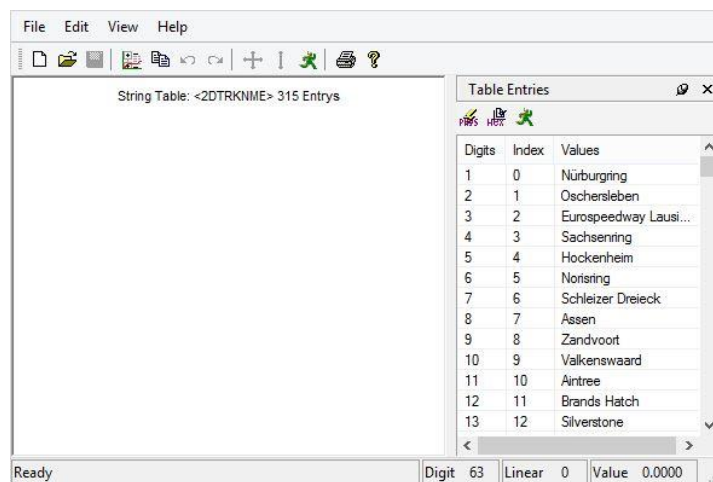 File Edit View Help
String Table: <2DTRKNME> 315 Entrys
Table Entries
PHYS HEX
Digits Index Values
1 0 Nürburgring
2 1 Oschersleben
3 2 Eurospeedway Lausi...
4 3 Sachsenring
5 4 Hockenheim
6 5 Norisring
7 6 Schleizer Dreieck
8 7 Assen
9 8 Zandvoort
10 9 Valkenswaard
11 10 Aintree
12 11 Brands Hatch
13 12 Silverstone
Ready Digit 63 Linear 0 Value 0.0000